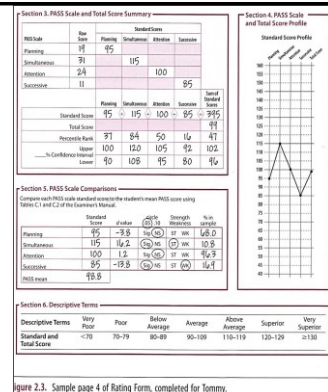 Section 3. PASS Scale and Total Score Summary
Standard Scores
PASS Scale Raw Score Planning Simultaneous Attention Successive
Planning 19 95
Simultaneous 31 115
Attention 24 100
Successive 11 85
Planning Simultaneous Attention Successive Sum of Standard Scores
Standard Score 95 + 115 + 100 + 85 = 395
Total Score 99
Percentile Rank 37 84 50 16 47
Upper 100 120 105 92 102
% Confidence Interval
Lower 90 108 95 80 96
Section 4. PASS Scale and Total Score Profile
Standard Score Profile
Section 5. PASS Scale Comparisons
Compare each PASS scale standard score to the student's mean PASS score using
Tables C.1 and C.2 of the Examiner's Manual.
Standard Score d value circle (.05) .10 Strength Weakness % in sample
Planning 95 -3.8 Sig NS ST WK 68.0
Simultaneous 115 16.2 Sig NS ST WK 10.8
Attention 100 1.2 Sig NS ST WK
Successive 85 -13.8 Sig NS ST WK 16.9
PASS mean 98.8
Section 6. Descriptive Terms
Descriptive Terms Very Poor Poor Below Average Average Above Average Superior Very Superior
Standard and Total Score <70 70–79 80–89 90–109 110–119 120–129 ≥130
igure 2.3. Sample page 4 of Rating Form, completed for Tommy.